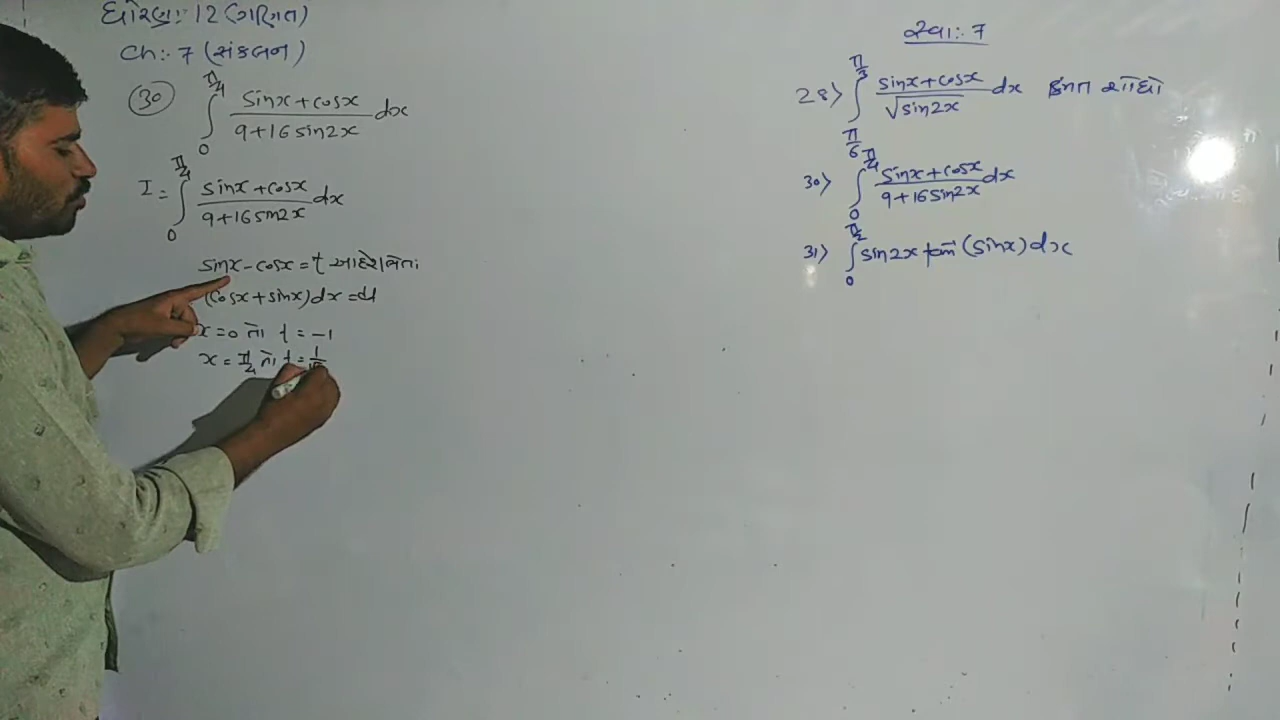 ધોરણ: 12 (ગણિત)
Ch: 7 (સંકલન)
(30) ∫₀^(π/4) (sinx + cosx)/(9+16 sin2x) dx
I = ∫₀^(π/4) (sinx + cosx)/(9+16 sin2x) dx
sinx - cosx = t આદેશ લેતા
(cosx + sinx) dx = dt
x = 0 તો t = -1
x = π/4 તો t = 1/√2
સ્વા: 7
28) ∫_(π/6)^(π/3) (sinx + cosx)/√sin2x dx કિંમત શોધો
30) ∫₀^(π/4) (sinx + cosx)/(9+16 sin2x) dx
31) ∫₀^(π/2) sin2x tan⁻¹(sinx) dx